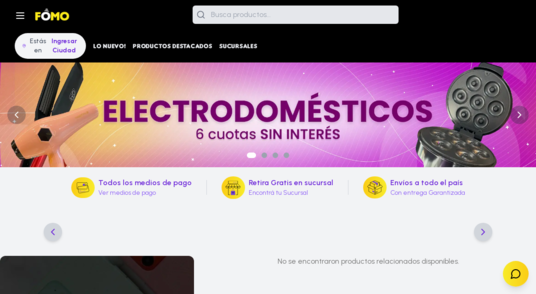 FOMO
Busca productos...
Estás en
Ingresar Ciudad
LO NUEVO!
PRODUCTOS DESTACADOS
SUCURSALES
ELECTRODOMÉSTICOS
6 cuotas SIN INTERÉS
Todos los medios de pago
Ver medios de pago
Retira Gratis en sucursal
Encontrá tu Sucursal
Envíos a todo el país
Con entrega Garantizada
No se encontraron productos relacionados disponibles.